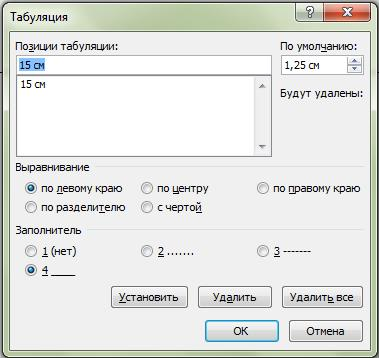 Табуляция
Позиции табуляции:
По умолчанию:
15 см
1,25 см
15 см
Будут удалены:
Выравнивание
по левому краю по центру по правому краю
по разделителю с чертой
Заполнитель
1 (нет) 2 ....... 3 -------
4 ____
Установить Удалить Удалить все
ОК Отмена